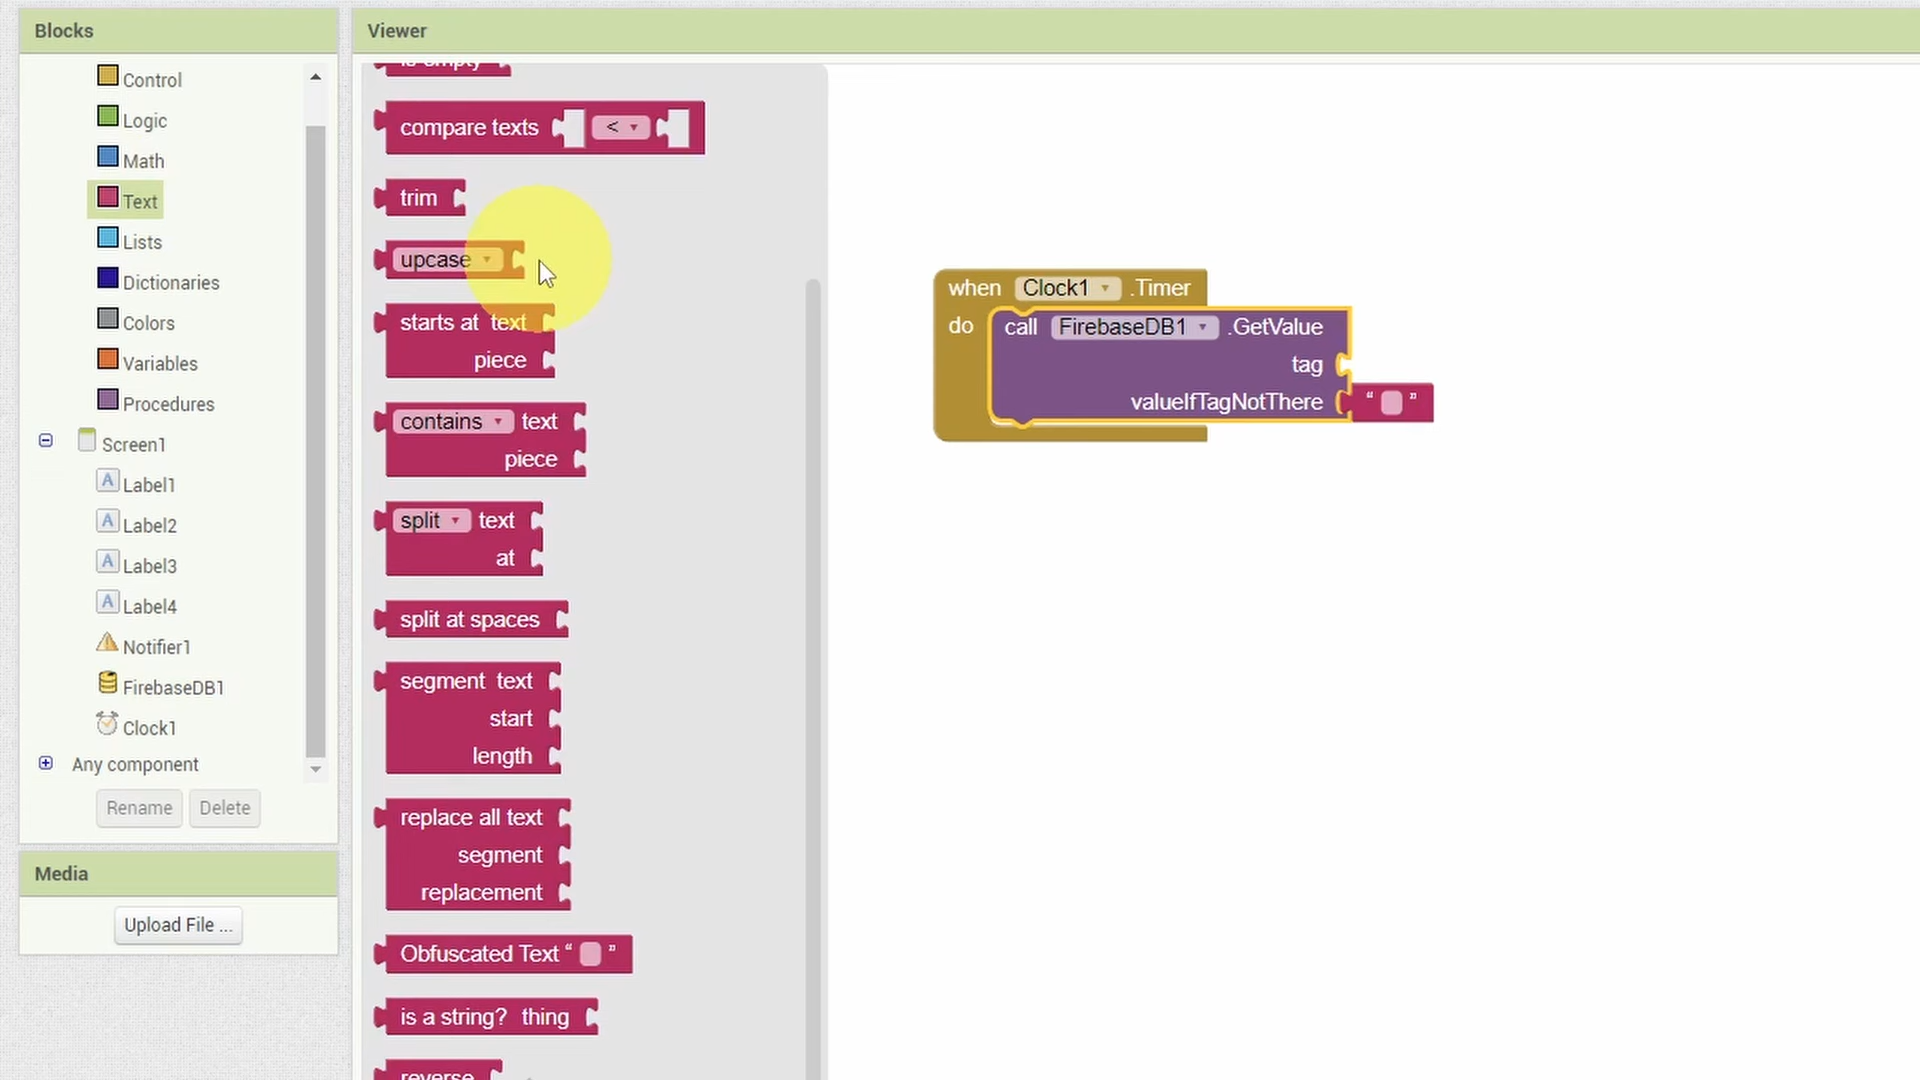 Blocks
Control
Logic
Math
Text
Lists
Dictionaries
Colors
Variables
Procedures
Screen1
Label1
Label2
Label3
Label4
Notifier1
FirebaseDB1
Clock1
Any component
Rename Delete
Media
Upload File ...
Viewer
is empty
compare texts <
trim
upcase
starts at text
piece
contains text
piece
split text
at
split at spaces
segment text
start
length
replace all text
segment
replacement
Obfuscated Text “ ”
is a string? thing
reverse
when Clock1 .Timer
do call FirebaseDB1 .GetValue
tag
valueIfTagNotThere “ ”